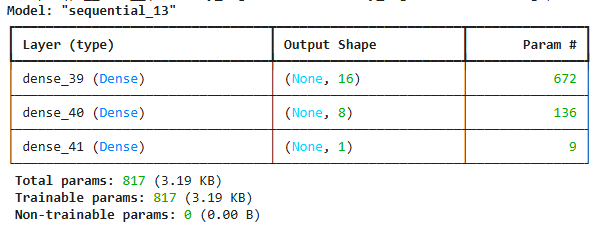 Model: "sequential_13"
Layer (type) Output Shape Param #
dense_39 (Dense) (None, 16) 672
dense_40 (Dense) (None, 8) 136
dense_41 (Dense) (None, 1) 9
Total params: 817 (3.19 KB)
Trainable params: 817 (3.19 KB)
Non-trainable params: 0 (0.00 B)